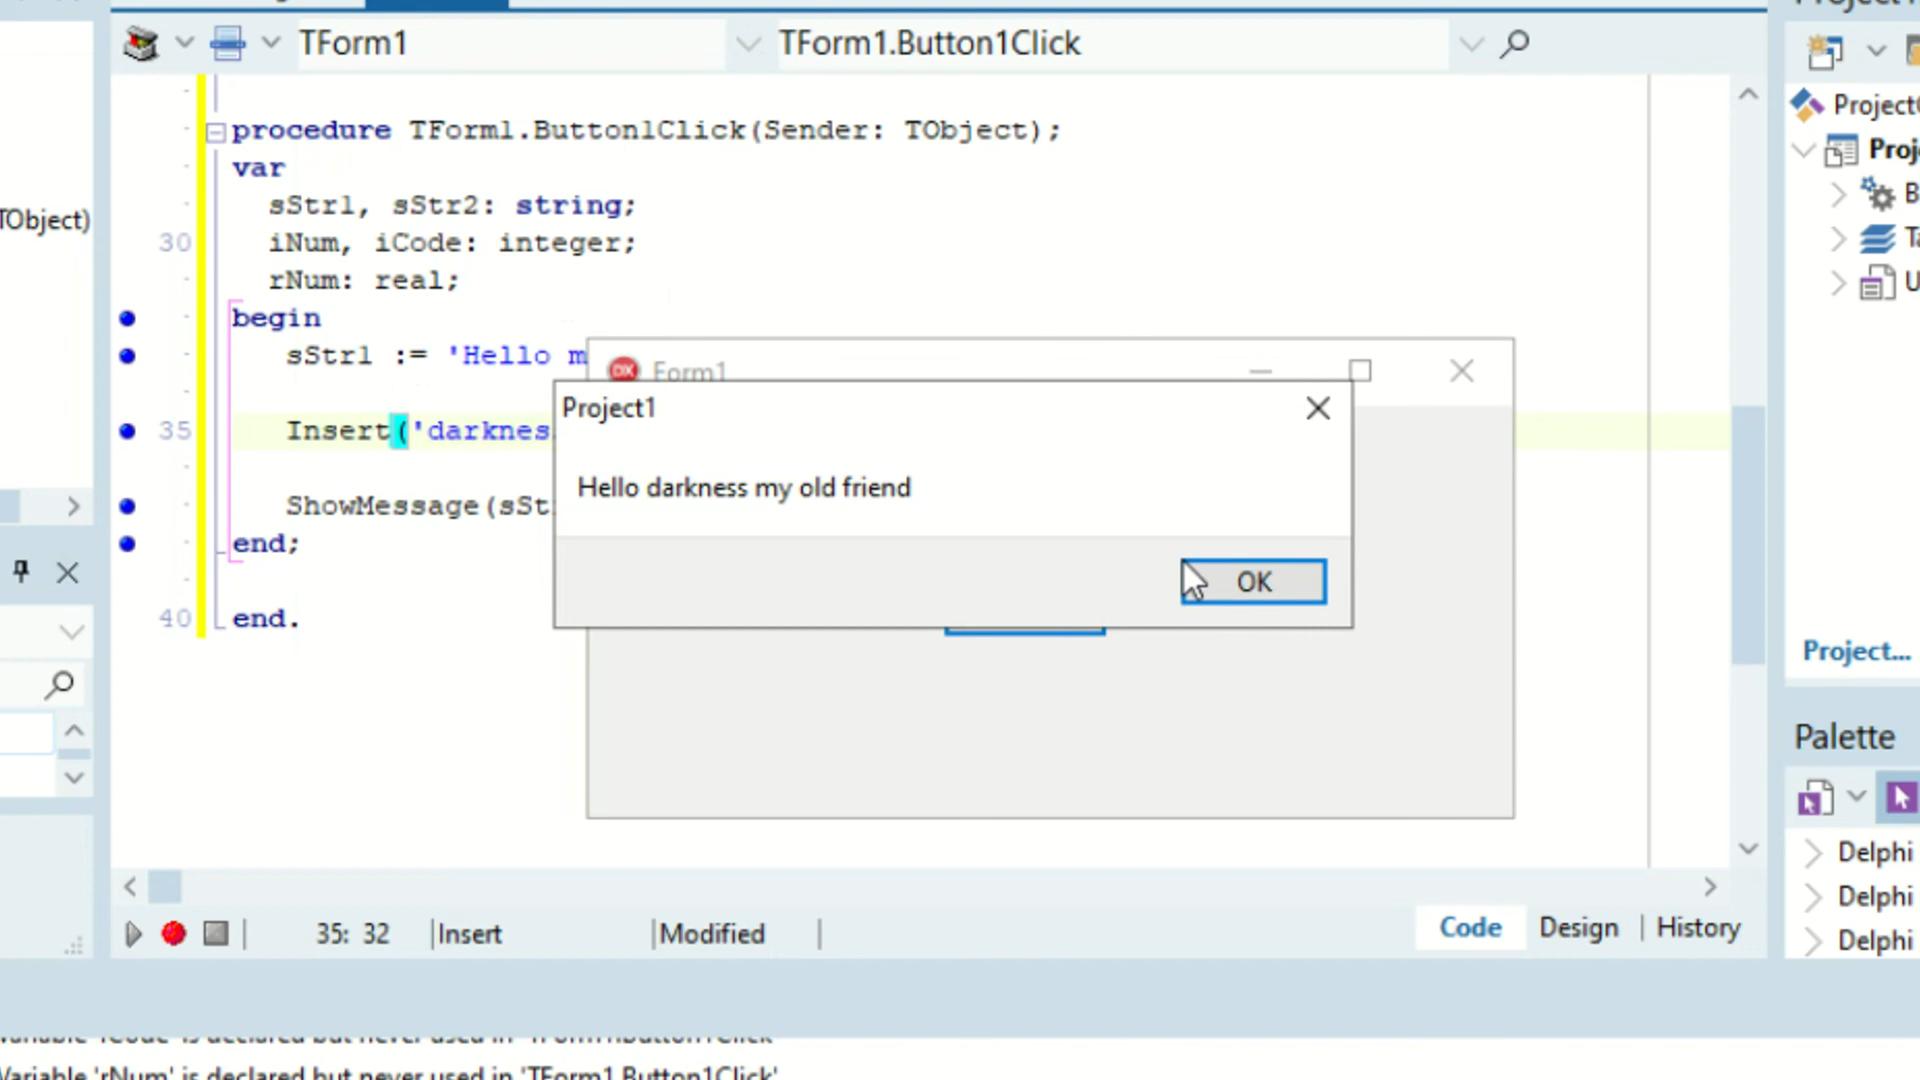 TForm1
TForm1.Button1Click
procedure TForm1.Button1Click(Sender: TObject);
var
sStr1, sStr2: string;
30
iNum, iCode: integer;
rNum: real;
begin
sStr1 := 'Hello m
35
Insert('darknes
ShowMessage(sSt
end;
40
end.
TObject)
Form1
Project1
Hello darkness my old friend
OK
35: 32
Insert
Modified
Code
Design
History
Proj
B
Ta
U
Project...
Palette
Delphi
Delphi
Delphi
Variable 'rNum' is declared but never used in 'TForm1.Button1Click'